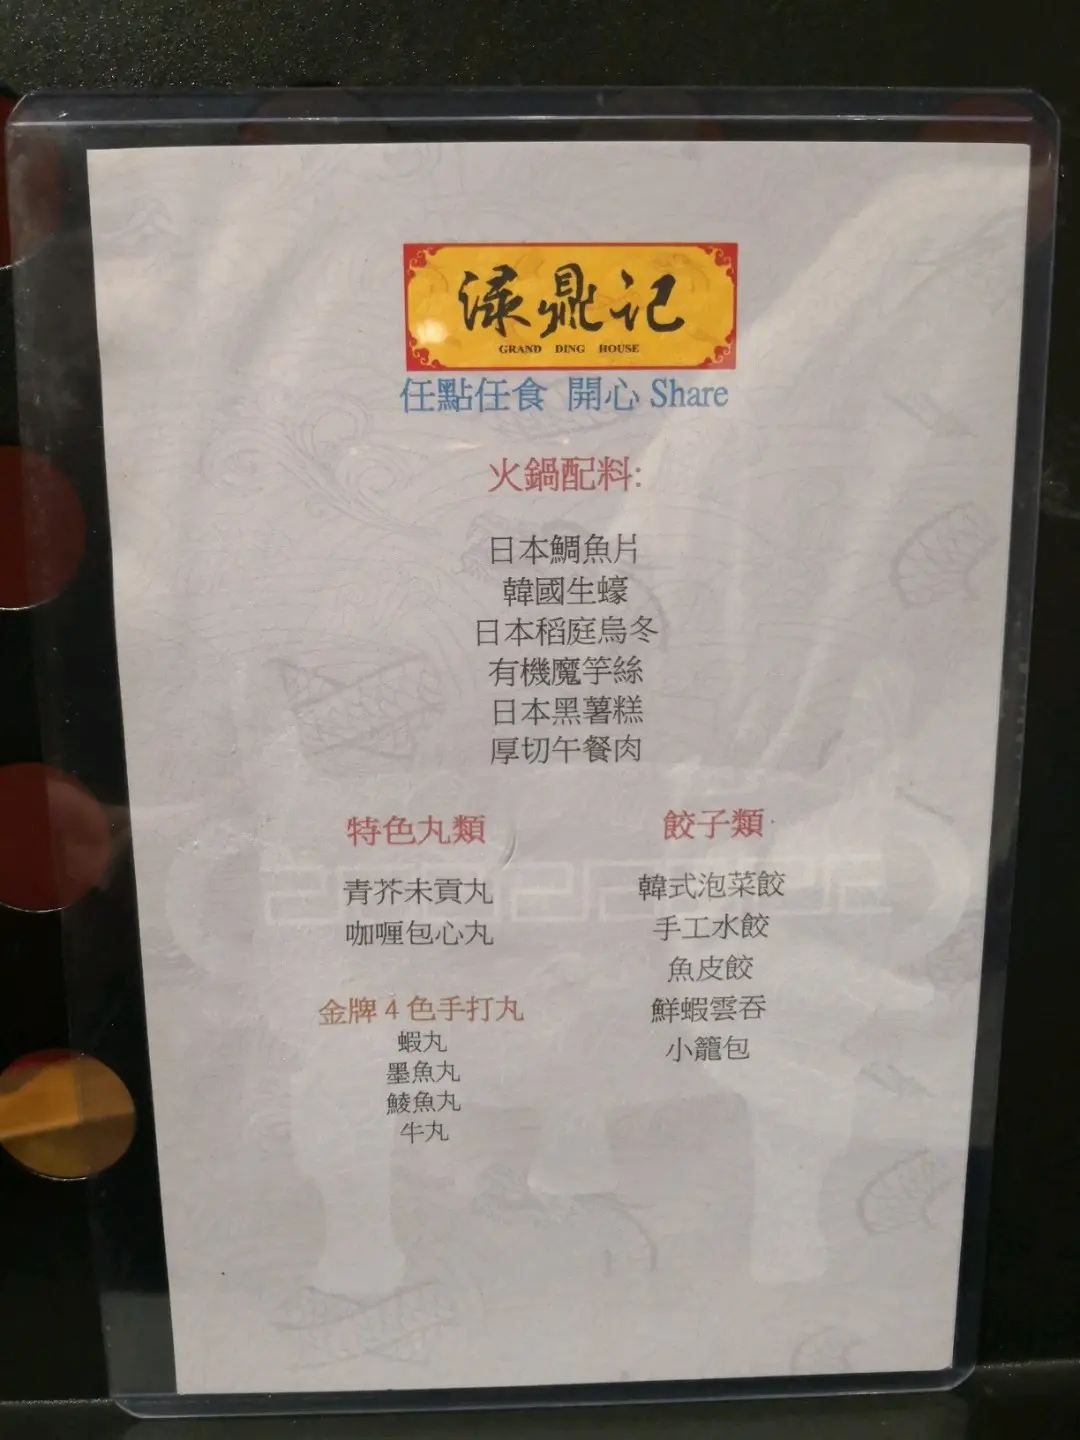 渌鼎记
GRAND DING HOUSE
任點任食 開心 Share
火鍋配料:
日本鯛魚片
韓國生蠔
日本稻庭烏冬
有機魔芋絲
日本黑薯糕
厚切午餐肉
特色丸類
青芥末貢丸
咖喱包心丸
金牌 4 色手打丸
蝦丸
墨魚丸
鯪魚丸
牛丸
餃子類
韓式泡菜餃
手工水餃
魚皮餃
鮮蝦雲吞
小籠包